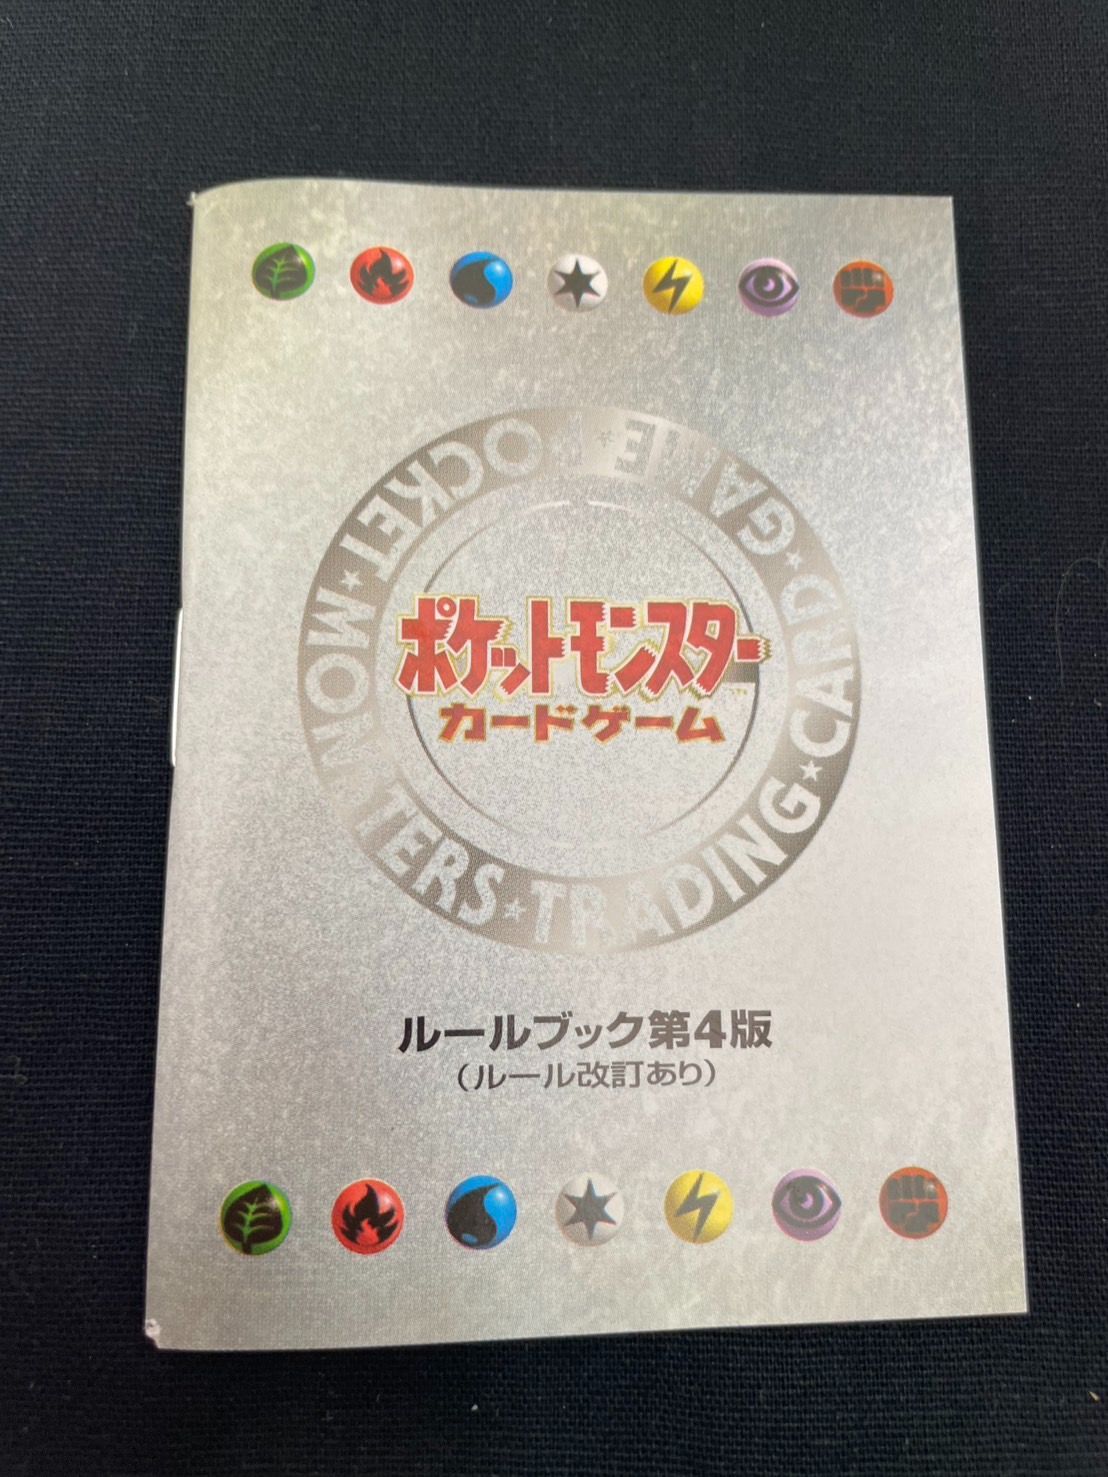 POCKET★MONSTERS★TRADING★CARD★GAME★
ポケットモンスター
カードゲーム
ルールブック第4版
（ルール改訂あり）